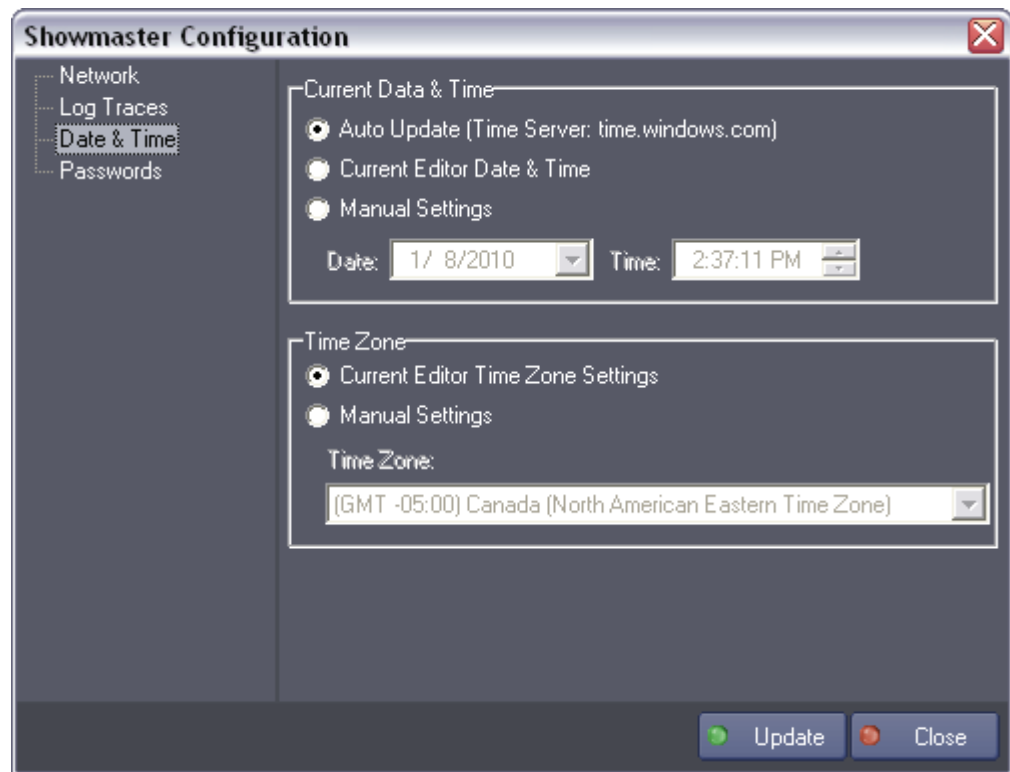 Showmaster Configuration
Network
Log Traces
Date & Time
Passwords
Current Data & Time
Auto Update (Time Server: time.windows.com)
Current Editor Date & Time
Manual Settings
Date: 1/ 8/2010 Time: 2:37:11 PM
Time Zone
Current Editor Time Zone Settings
Manual Settings
Time Zone:
(GMT -05:00) Canada (North American Eastern Time Zone)
Update Close